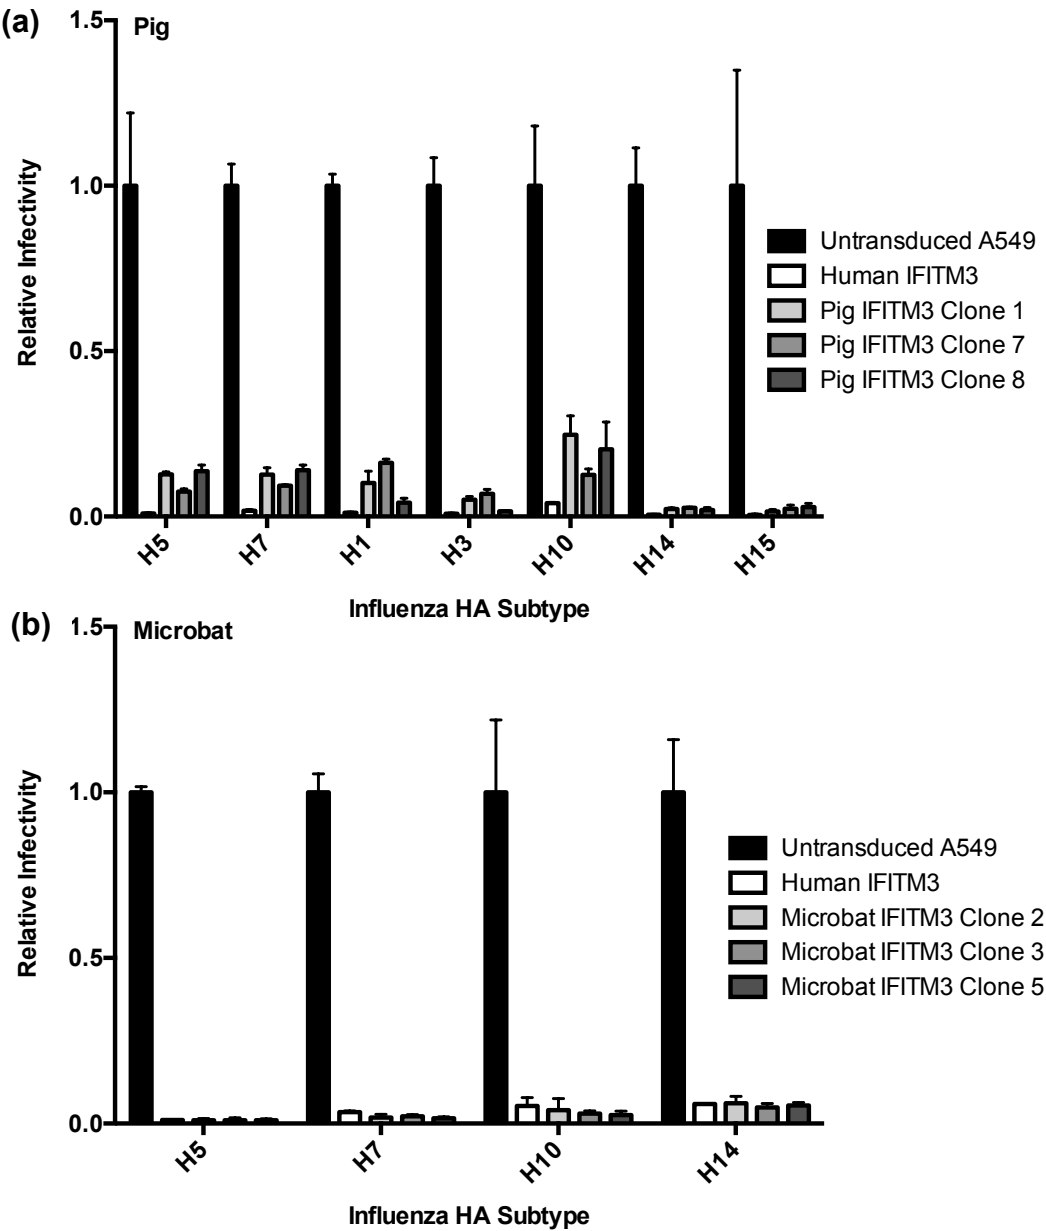 (a)
Pig
1.5
1.0
0.5
0.0
Relative Infectivity
Untransduced A549
Human IFITM3
Pig IFITM3 Clone 1
Pig IFITM3 Clone 7
Pig IFITM3 Clone 8
H5 H7 H1 H3 H10 H14 H15
Influenza HA Subtype
(b)
Microbat
1.5
1.0
0.5
0.0
Relative Infectivity
Untransduced A549
Human IFITM3
Microbat IFITM3 Clone 2
Microbat IFITM3 Clone 3
Microbat IFITM3 Clone 5
H5 H7 H10 H14
Influenza HA Subtype